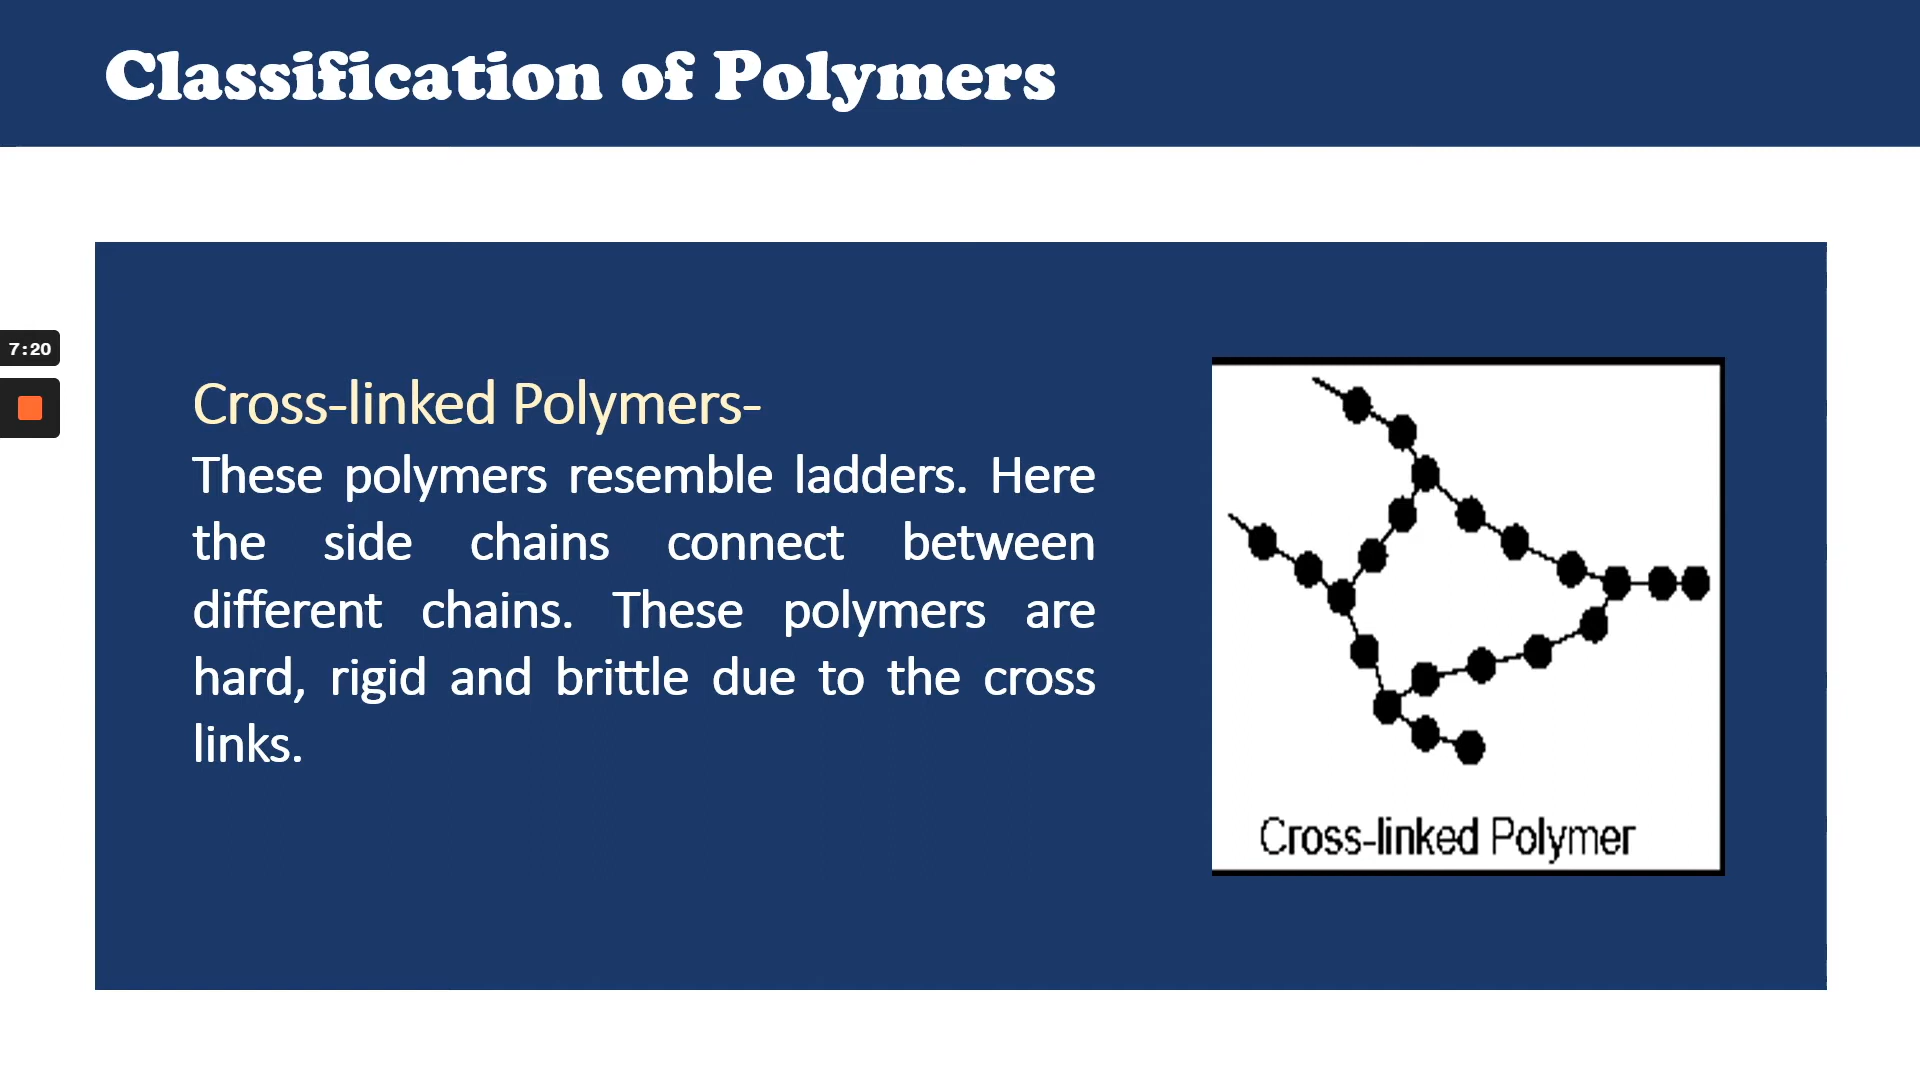 Classification of Polymers
7:20
Cross-linked Polymers-
These polymers resemble ladders. Here
the side chains connect between
different chains. These polymers are
hard, rigid and brittle due to the cross
links.
Cross-linked Polymer